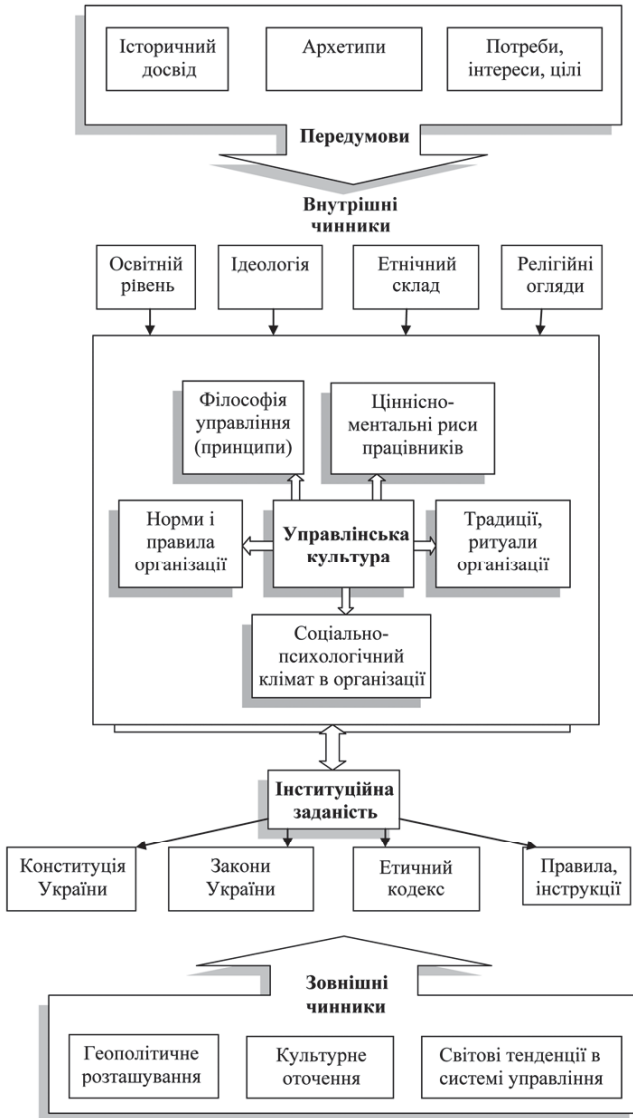 Історичний
досвід
Архетипи
Потреби,
інтереси, цілі
Передумови
Внутрішні
чинники
Освітній
рівень
Ідеологія
Етнічний
склад
Релігійні
огляди
Філософія
управління
(принципи)
Ціннісно-
ментальні риси
працівників
Норми і
правила
організації
Управлінська
культура
Традиції,
ритуали
організації
Соціально-
психологічний
клімат в організації
Інституційна
заданість
Конституція
України
Закони
України
Етичний
кодекс
Правила,
інструкції
Зовнішні
чинники
Геополітичне
розташування
Культурне
оточення
Світові тенденції в
системі управління